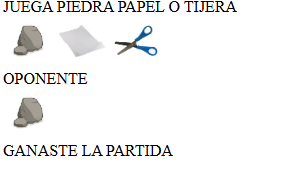 JUEGA PIEDRA PAPEL O TIJERA
OPONENTE
GANASTE LA PARTIDA